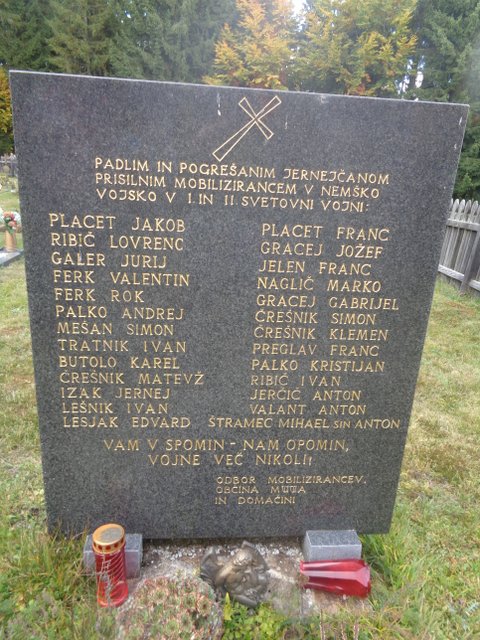 PADLIM IN POGREŠANIM JERNEJČANOM
PRISILNIM MOBILIZIRANCEM V NEMŠKO
VOJSKO V I. IN II SVETOVNI VOJNI:
PLACET JAKOB
RIBIČ LOVRENC
GALER JURIJ
FERK VALENTIN
FERK ROK
PALKO ANDREJ
MEŠAN SIMON
TRATNIK IVAN
BUTOLO KAREL
ČREŠNIK MATEVŽ
IZAK JERNEJ
LEŠNIK IVAN
LESJAK EDVARD
PLACET FRANC
GRACEJ JOŽEF
JELEN FRANC
NAGLIČ MARKO
GRACEJ GABRIJEL
ČREŠNIK SIMON
ČREŠNIK KLEMEN
PREGLAV FRANC
PALKO KRISTIJAN
RIBIČ IVAN
JERČIČ ANTON
VALANT ANTON
ŠTRAMEC MIHAEL SIN ANTON
VAM V SPOMIN - NAM OPOMIN,
VOJNE VEČ NIKOLI!
ODBOR MOBILIZIRANCEV,
OBČINA MUTA
IN DOMAČINI